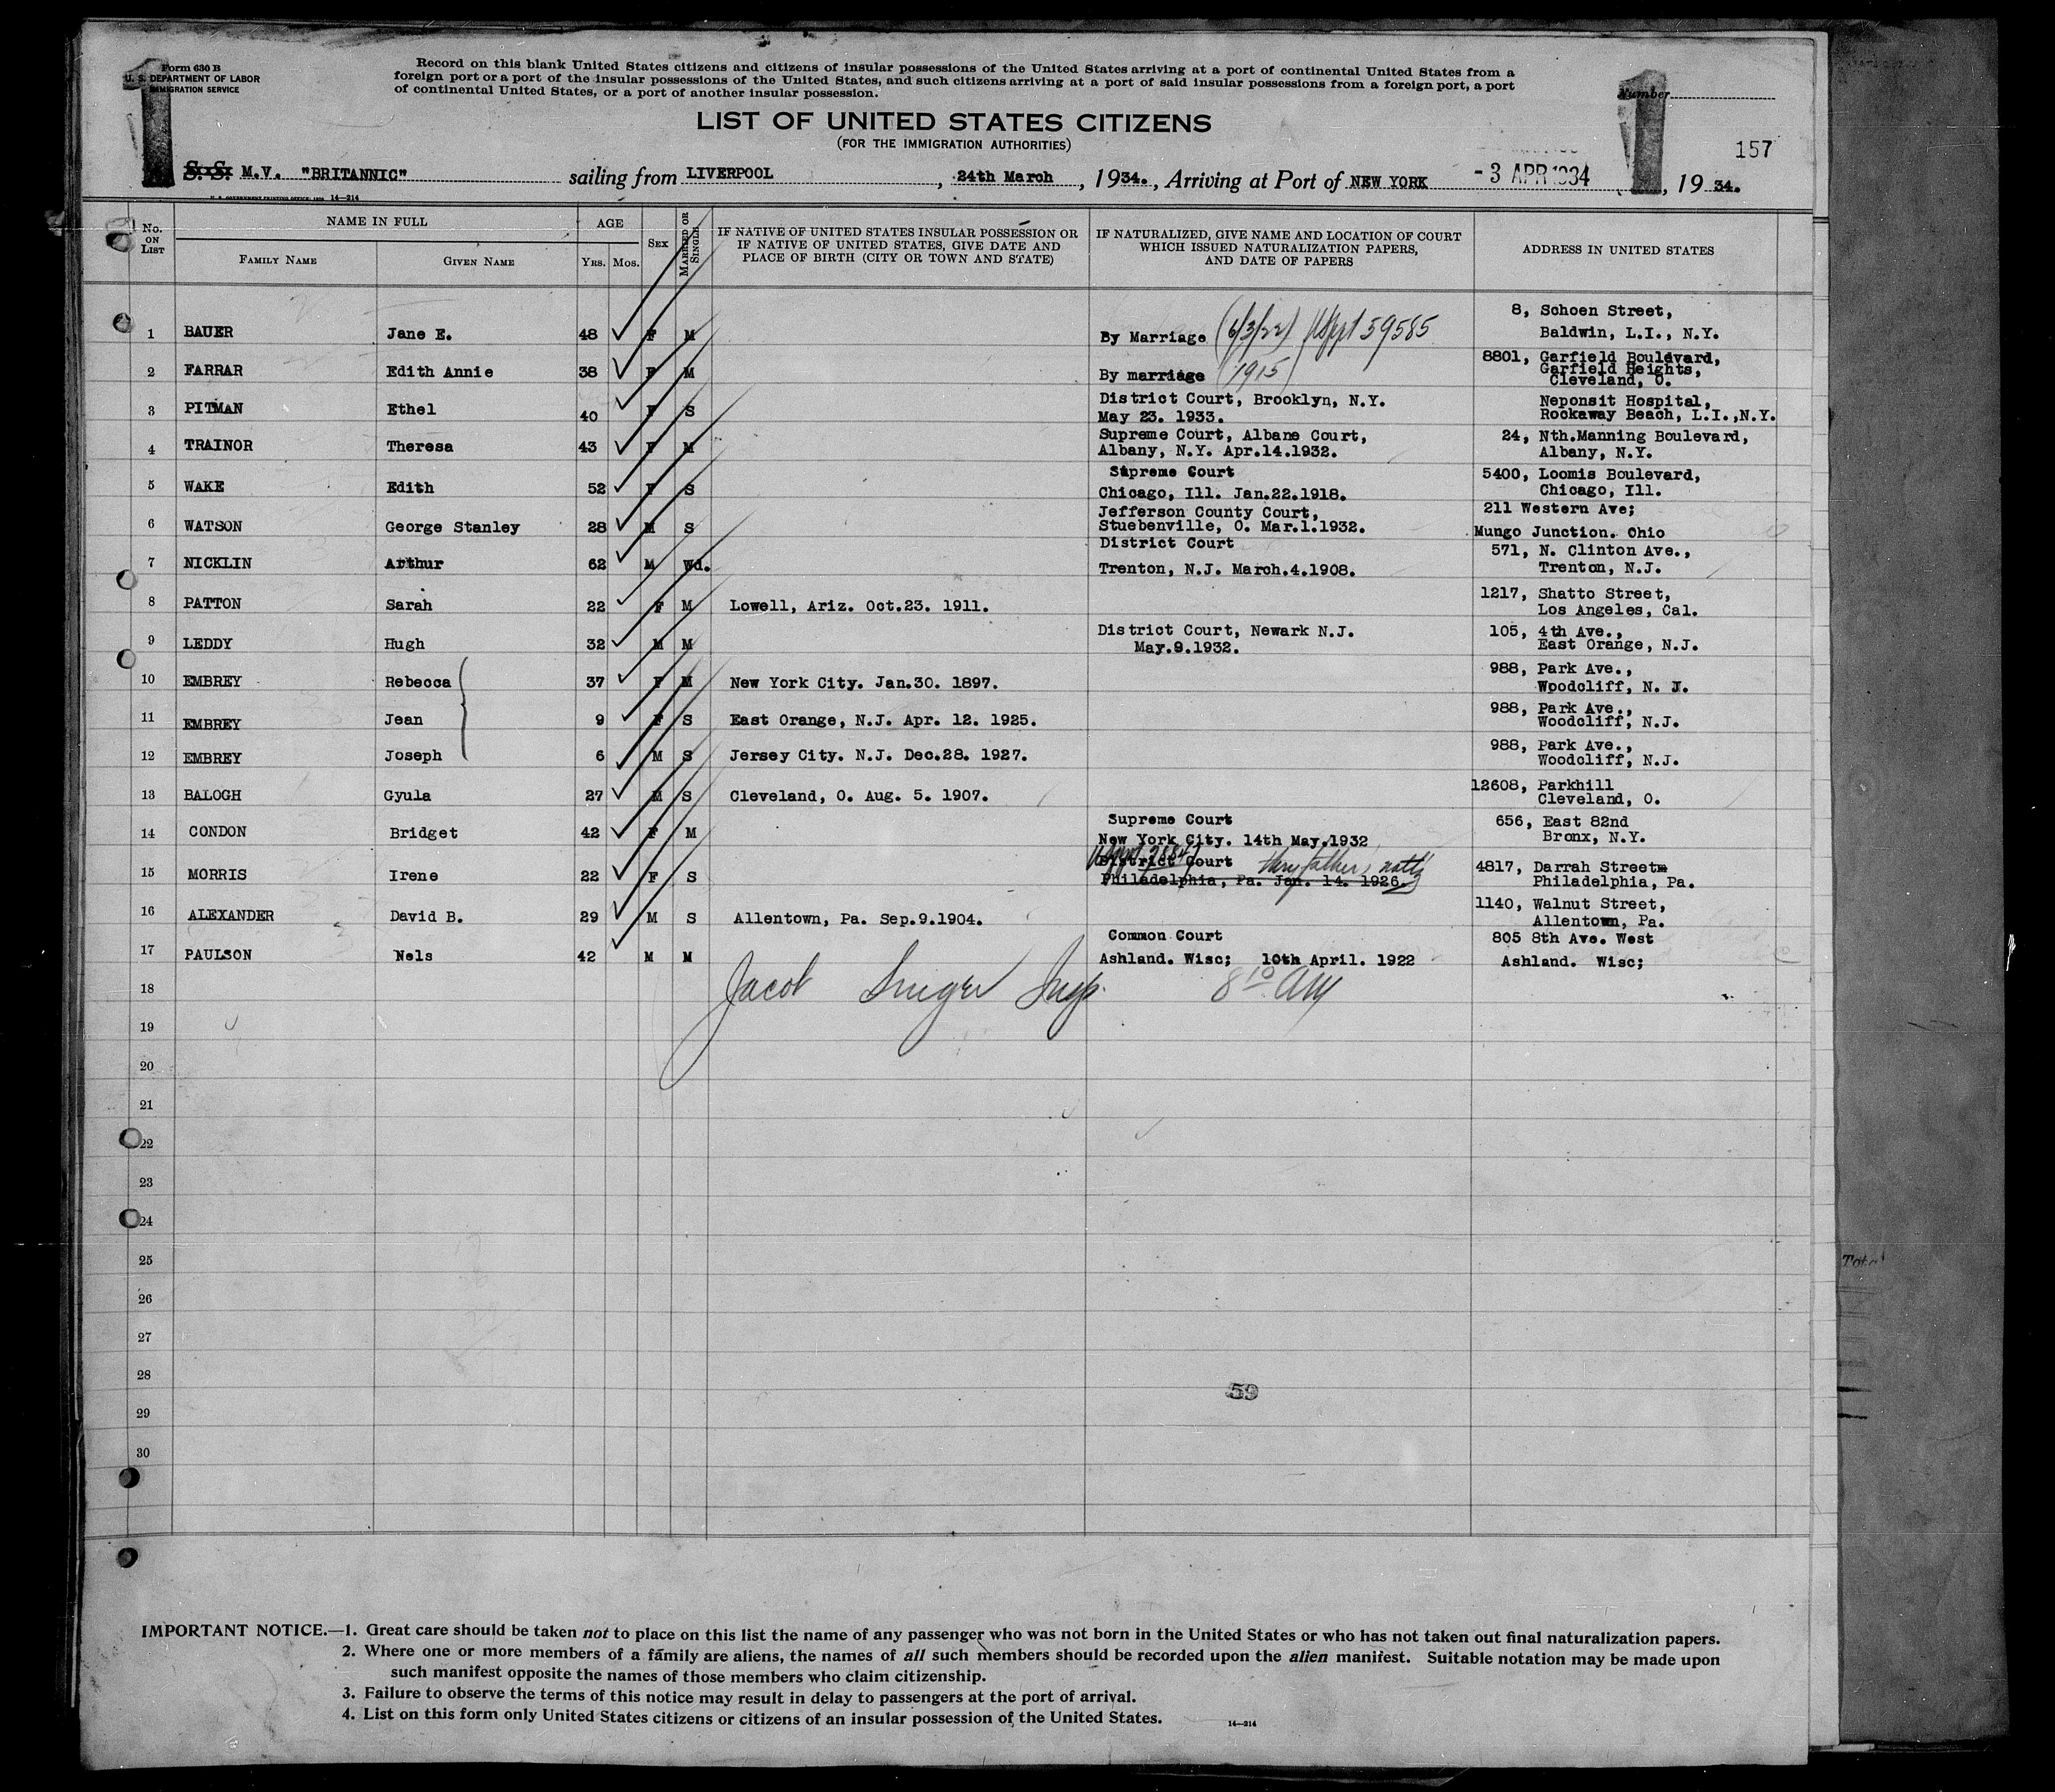 Form 630 B
U. S. DEPARTMENT OF LABOR
IMMIGRATION SERVICE
Record on this blank United States citizens and citizens of insular possessions of the United States arriving at a port of continental United States from a
foreign port or a port of the insular possessions of the United States, and such citizens arriving at a port of said insular possessions from a foreign port, a port
of continental United States, or a port of another insular possession.
Number
1
1
LIST OF UNITED STATES CITIZENS
(FOR THE IMMIGRATION AUTHORITIES)
157
S. S. M.V. "BRITANNIC" sailing from LIVERPOOL, 24th March, 1934., Arriving at Port of NEW YORK -3 APR 1934, 1934.
14—214
No. ON LIST
NAME IN FULL
FAMILY NAME
GIVEN NAME
AGE
YRS. MOS.
SEX
MARRIED OR SINGLE
IF NATIVE OF UNITED STATES INSULAR POSSESSION OR
IF NATIVE OF UNITED STATES, GIVE DATE AND
PLACE OF BIRTH (CITY OR TOWN AND STATE)
IF NATURALIZED, GIVE NAME AND LOCATION OF COURT
WHICH ISSUED NATURALIZATION PAPERS,
AND DATE OF PAPERS
ADDRESS IN UNITED STATES
8, Schoen Street,
1 BAUER Jane E. 48 F M By Marriage (6/3/22) 59585 Baldwin, L.I., N.Y.
8801, Garfield Boulevard,
Garfield Heights,
2 FARRAR Edith Annie 38 F M By marriage (1915) Cleveland, O.
District Court, Brooklyn, N.Y. Neponsit Hospital,
3 PITMAN Ethel 40 F S May 23. 1933. Rockaway Beach, L.I.,N.Y.
Supreme Court, Albane Court, 24, Nth.Manning Boulevard,
4 TRAINOR Theresa 43 F M Albany, N.Y. Apr.14.1932. Albany, N.Y.
Supreme Court 5400, Loomis Boulevard,
5 WAKE Edith 52 F S Chicago, Ill. Jan.22.1918. Chicago, Ill.
Jefferson County Court, 211 Western Ave;
6 WATSON George Stanley 28 M S Stuebenville, O. Mar.1.1932. Mungo Junction. Ohio
District Court 571, N. Clinton Ave.,
7 NICKLIN Arthur 62 M Wd. Trenton, N.J. March.4.1908. Trenton, N.J.
1217, Shatto Street,
8 PATTON Sarah 22 F M Lowell, Ariz. Oct.23. 1911. Los Angeles, Cal.
District Court, Newark N.J. 105, 4th Ave.,
9 LEDDY Hugh 32 M M May.9.1932. East Orange, N.J.
988, Park Ave.,
10 EMBREY Rebecca 37 F M New York City. Jan.30. 1897. Woodcliff, N. J.
988, Park Ave.,
11 EMBREY Jean 9 F S East Orange, N.J. Apr. 12. 1925. Woodcliff, N.J.
988, Park Ave.,
12 EMBREY Joseph 6 M S Jersey City. N.J. Dec.28. 1927. Woodcliff, N.J.
12608, Parkhill
13 BALOGH Gyula 27 M S Cleveland, O. Aug. 5. 1907. Cleveland, O.
Supreme Court 656, East 82nd
14 CONDON Bridget 42 F M New York City. 14th May.1932 Bronx, N.Y.
District Court thru father's 4817, Darrah Street
15 MORRIS Irene 22 F S Philadelphia, Pa. Jan. 14. 1926. Philadelphia, Pa.
1140, Walnut Street,
16 ALEXANDER David B. 29 M S Allentown, Pa. Sep.9.1904. Allentown, Pa.
Common Court 805 8th Ave. West
17 PAULSON Nels 42 M M Ashland. Wisc; 10th April. 1922 Ashland. Wisc;
18 Jacob Insp. 8 10 AM
19
20
21
22
23
24
25
26
27
28
59
29
30
Total
IMPORTANT NOTICE.—1. Great care should be taken not to place on this list the name of any passenger who was not born in the United States or who has not taken out final naturalization papers.
2. Where one or more members of a family are aliens, the names of all such members should be recorded upon the alien manifest. Suitable notation may be made upon
such manifest opposite the names of those members who claim citizenship.
3. Failure to observe the terms of this notice may result in delay to passengers at the port of arrival.
4. List on this form only United States citizens or citizens of an insular possession of the United States.
14—214